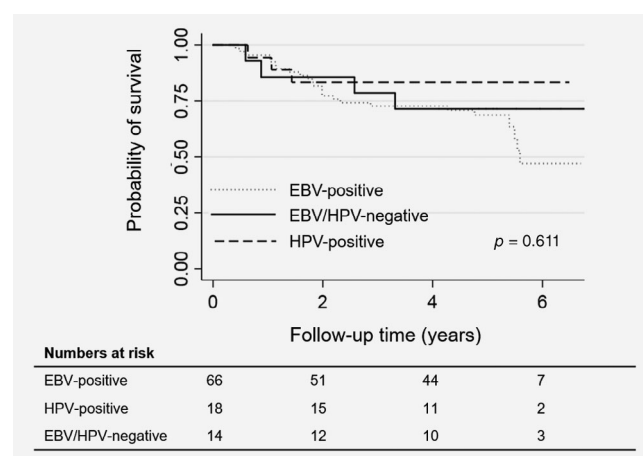 Probability of survival
1.00
0.75
0.50
0.25
0.00
EBV-positive
EBV/HPV-negative
HPV-positive
p = 0.611
0 2 4 6
Follow-up time (years)
Numbers at risk
EBV-positive 66 51 44 7
HPV-positive 18 15 11 2
EBV/HPV-negative 14 12 10 3